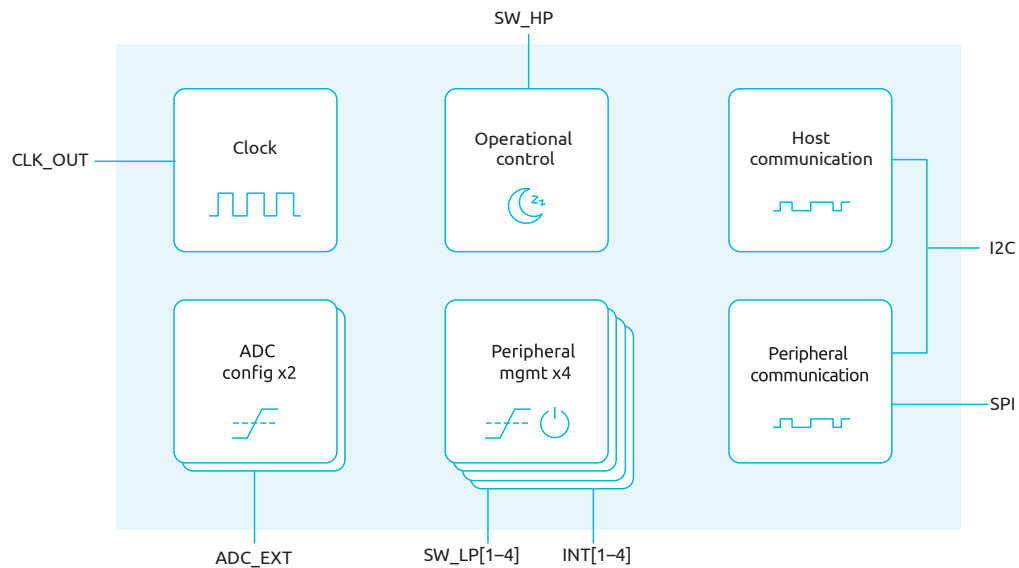 SW_HP
CLK_OUT
Clock
Operational
control
zz
Host
communication
I2C
ADC
config x2
Peripheral
mgmt x4
Peripheral
communication
SPI
ADC_EXT
SW_LP[1–4]
INT[1–4]